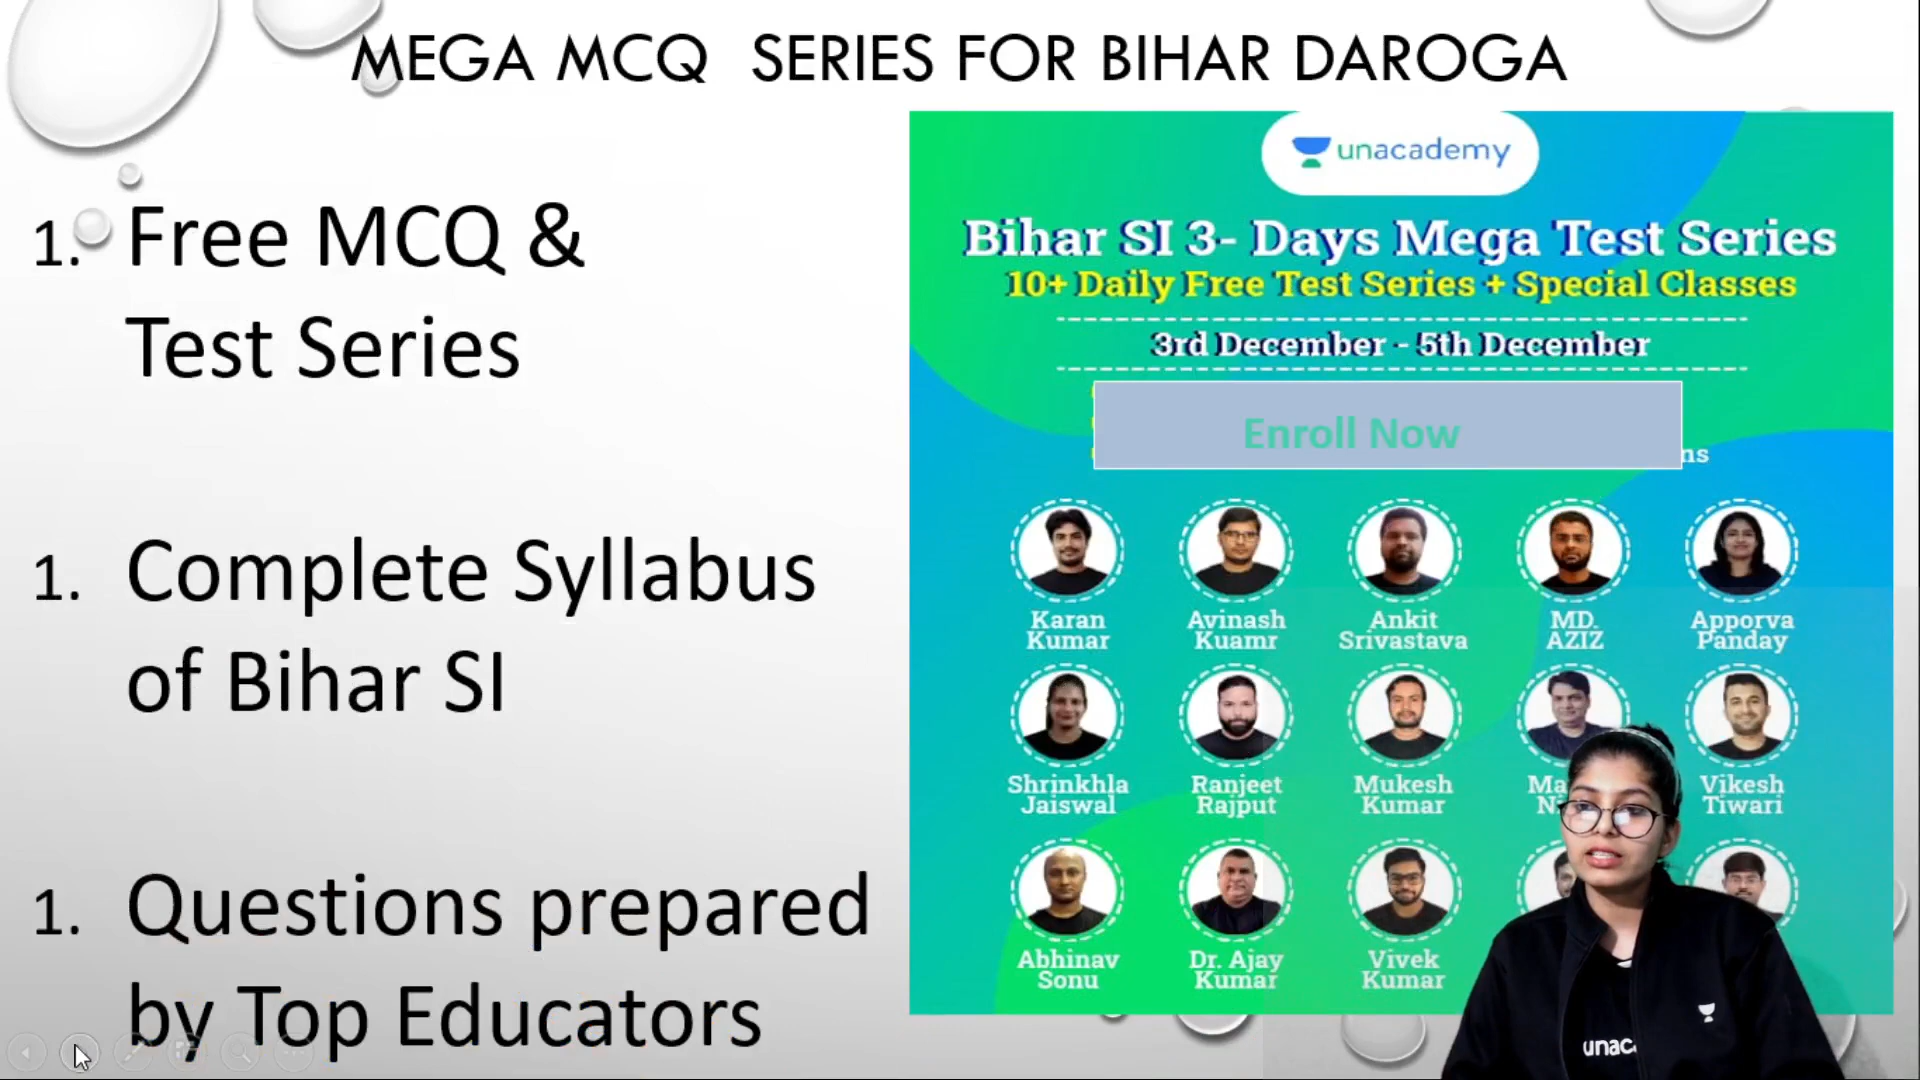 MEGA MCQ SERIES FOR BIHAR DAROGA
1. Free MCQ &
Test Series
1. Complete Syllabus
of Bihar SI
1. Questions prepared
by Top Educators
unacademy
Bihar SI 3- Days Mega Test Series
10+ Daily Free Test Series + Special Classes
3rd December - 5th December
Enroll Now
ns
Karan
Kumar
Avinash
Kuamr
Ankit
Srivastava
MD.
AZIZ
Apporva
Panday
Shrinkhla
Jaiswal
Ranjeet
Rajput
Mukesh
Kumar
Ma
Ni
Vikesh
Tiwari
Abhinav
Sonu
Dr. Ajay
Kumar
Vivek
Kumar
unac